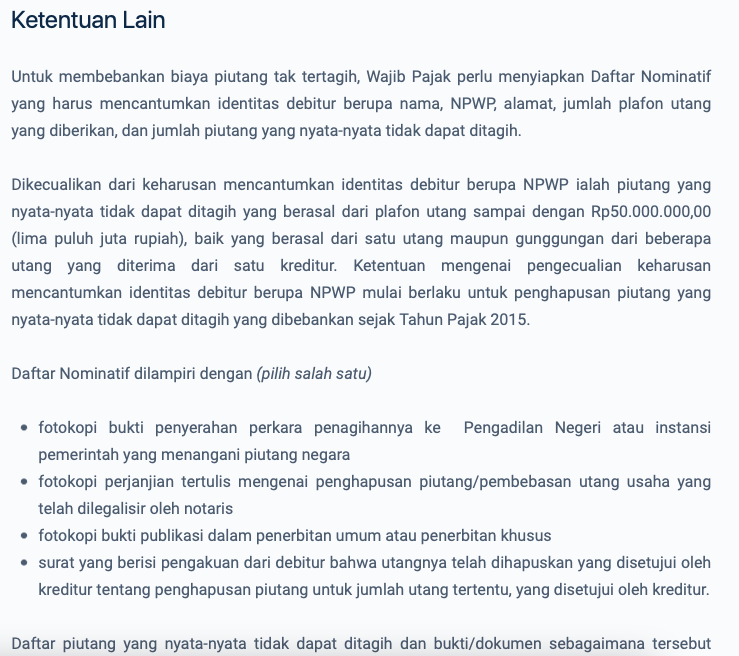 Ketentuan Lain
Untuk membebankan biaya piutang tak tertagih, Wajib Pajak perlu menyiapkan Daftar Nominatif
yang harus mencantumkan identitas debitur berupa nama, NPWP, alamat, jumlah plafon utang
yang diberikan, dan jumlah piutang yang nyata-nyata tidak dapat ditagih.
Dikecualikan dari keharusan mencantumkan identitas debitur berupa NPWP ialah piutang yang
nyata-nyata tidak dapat ditagih yang berasal dari plafon utang sampai dengan Rp50.000.000,00
(lima puluh juta rupiah), baik yang berasal dari satu utang maupun gunggungan dari beberapa
utang yang diterima dari satu kreditur. Ketentuan mengenai pengecualian keharusan
mencantumkan identitas debitur berupa NPWP mulai berlaku untuk penghapusan piutang yang
nyata-nyata tidak dapat ditagih yang dibebankan sejak Tahun Pajak 2015.
Daftar Nominatif dilampiri dengan (pilih salah satu)
• fotokopi bukti penyerahan perkara penagihannya ke Pengadilan Negeri atau instansi
pemerintah yang menangani piutang negara
• fotokopi perjanjian tertulis mengenai penghapusan piutang/pembebasan utang usaha yang
telah dilegalisir oleh notaris
• fotokopi bukti publikasi dalam penerbitan umum atau penerbitan khusus
• surat yang berisi pengakuan dari debitur bahwa utangnya telah dihapuskan yang disetujui oleh
kreditur tentang penghapusan piutang untuk jumlah utang tertentu, yang disetujui oleh kreditur.
Daftar piutang yang nyata-nyata tidak dapat ditagih dan bukti/dokumen sebagaimana tersebut